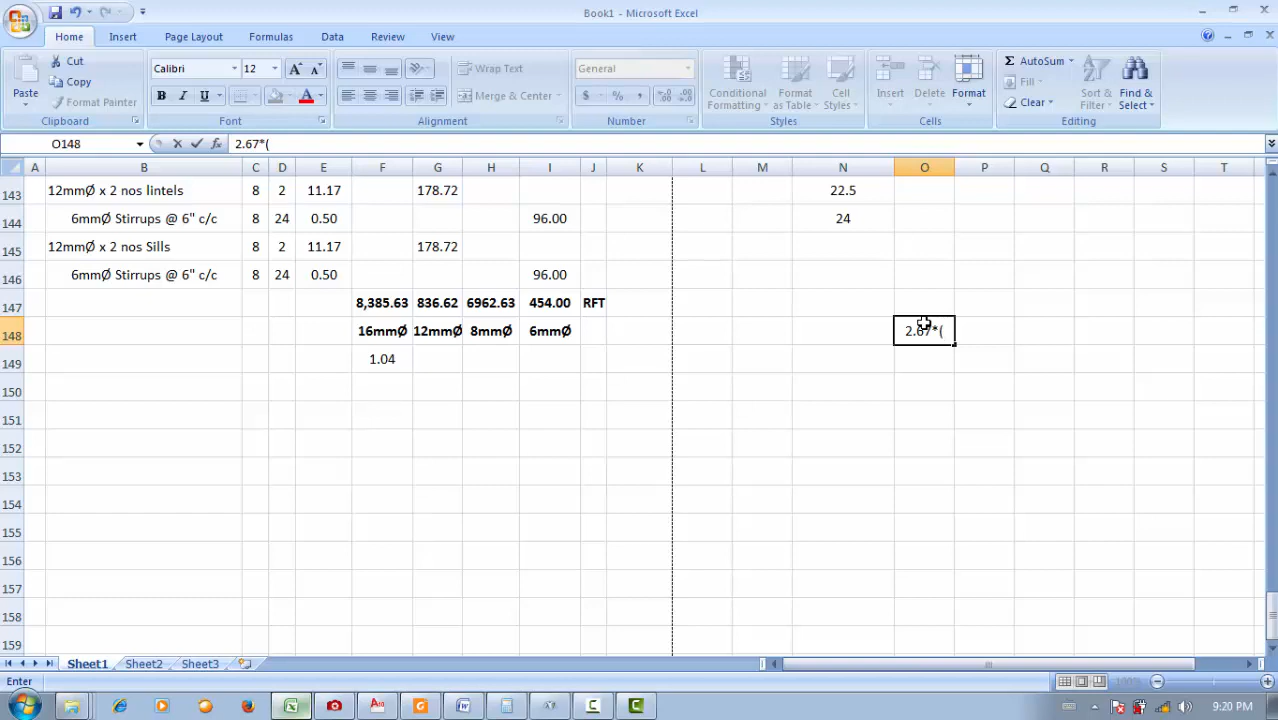 Book1 - Microsoft Excel
Home Insert Page Layout Formulas Data Review View
Paste Cut Copy Format Painter
Clipboard
Calibri 12
B I U
Font
Wrap Text
Merge & Center
Alignment
General
$ % ,
Number
Conditional Formatting Format as Table Cell Styles
Styles
Insert Delete Format
Cells
Σ AutoSum
Fill
Clear
Sort & Filter Find & Select
Editing
O148 fx 2.67*(
A B C D E F G H I J K L M N O P Q R S T
143 12mmØ x 2 nos lintels 8 2 11.17 178.72 22.5
144 6mmØ Stirrups @ 6" c/c 8 24 0.50 96.00 24
145 12mmØ x 2 nos Sills 8 2 11.17 178.72
146 6mmØ Stirrups @ 6" c/c 8 24 0.50 96.00
147 8,385.63 836.62 6962.63 454.00 RFT
148 16mmØ 12mmØ 8mmØ 6mmØ 2.67*(
149 1.04
150
151
152
153
154
155
156
157
158
159
Sheet1 Sheet2 Sheet3
Enter 100%
9:20 PM